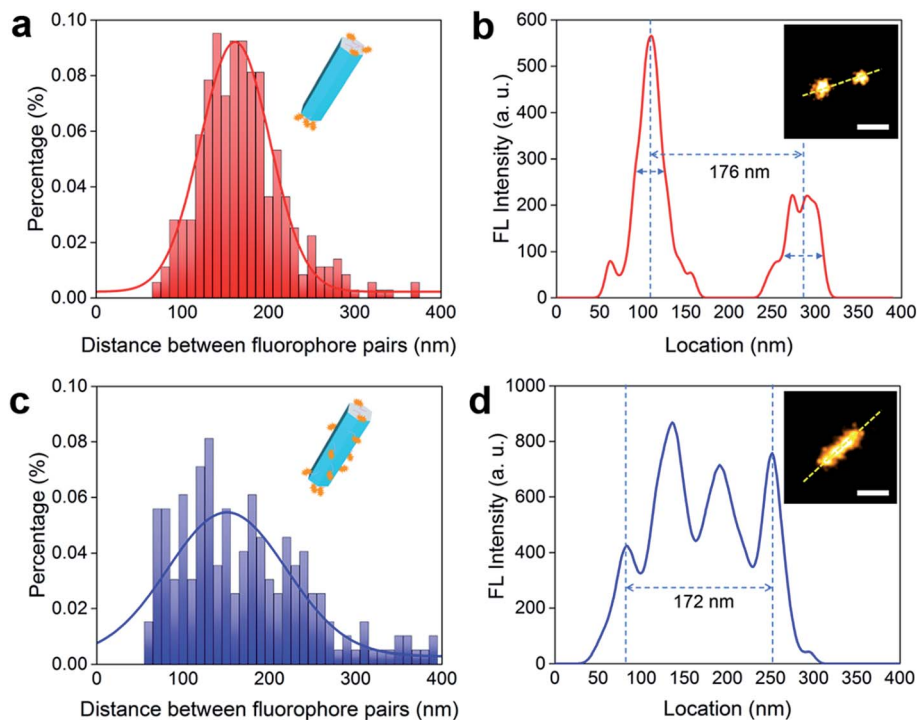 a
Percentage (%)
0.10
0.08
0.06
0.04
0.02
0.00
0 100 200 300 400
Distance between fluorophore pairs (nm)
b
FL Intensity (a. u.)
600
500
400
300
200
100
0
176 nm
0 50 100 150 200 250 300 350 400
Location (nm)
c
Percentage (%)
0.10
0.08
0.06
0.04
0.02
0.00
0 100 200 300 400
Distance between fluorophore pairs (nm)
d
FL Intensity (a. u.)
1000
800
600
400
200
0
172 nm
0 50 100 150 200 250 300 350 400
Location (nm)